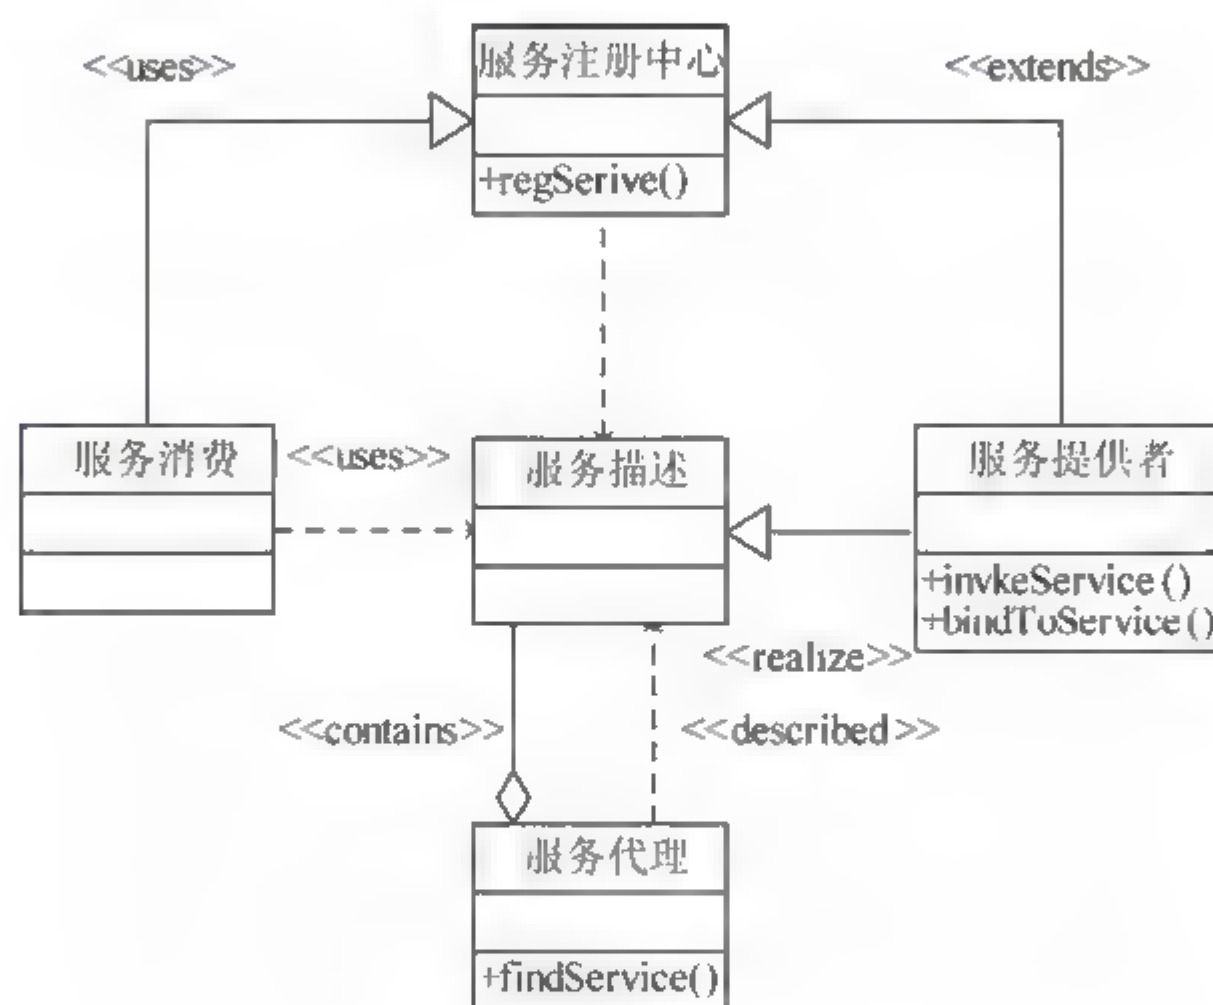 <<uses>>
服务注册中心
<<extends>>
+regSerive()
服务消费
<<uses>>
服务描述
服务提供者
+invkeService()
+bindToService()
<<realize>>
<<contains>>
<<described>>
服务代理
+findService()